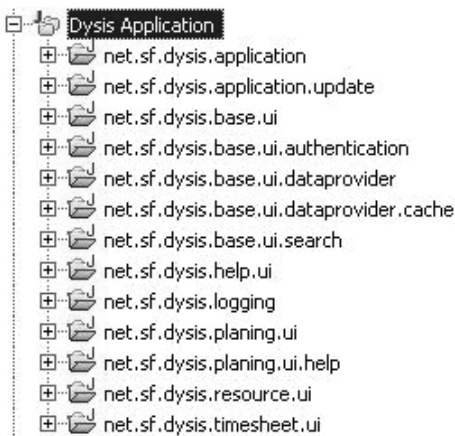 Dysis Application
net.sf.dysis.application
net.sf.dysis.application.update
net.sf.dysis.base.ui
net.sf.dysis.base.ui.authentication
net.sf.dysis.base.ui.dataprovider
net.sf.dysis.base.ui.dataprovider.cache
net.sf.dysis.base.ui.search
net.sf.dysis.help.ui
net.sf.dysis.logging
net.sf.dysis.planing.ui
net.sf.dysis.planing.ui.help
net.sf.dysis.resource.ui
net.sf.dysis.timesheet.ui